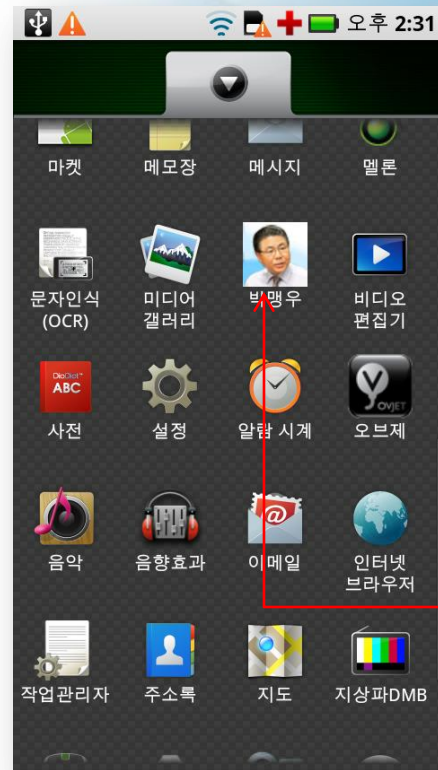 오후 2:31
마켓 메모장 메시지 멜론
문자인식 미디어 박맹우 비디오
(OCR) 갤러리 편집기
DioDict
ABC
OVJET
사전 설정 알람 시계 오브제
음악 음향효과 이메일 인터넷
브라우저
작업관리자 주소록 지도 지상파DMB